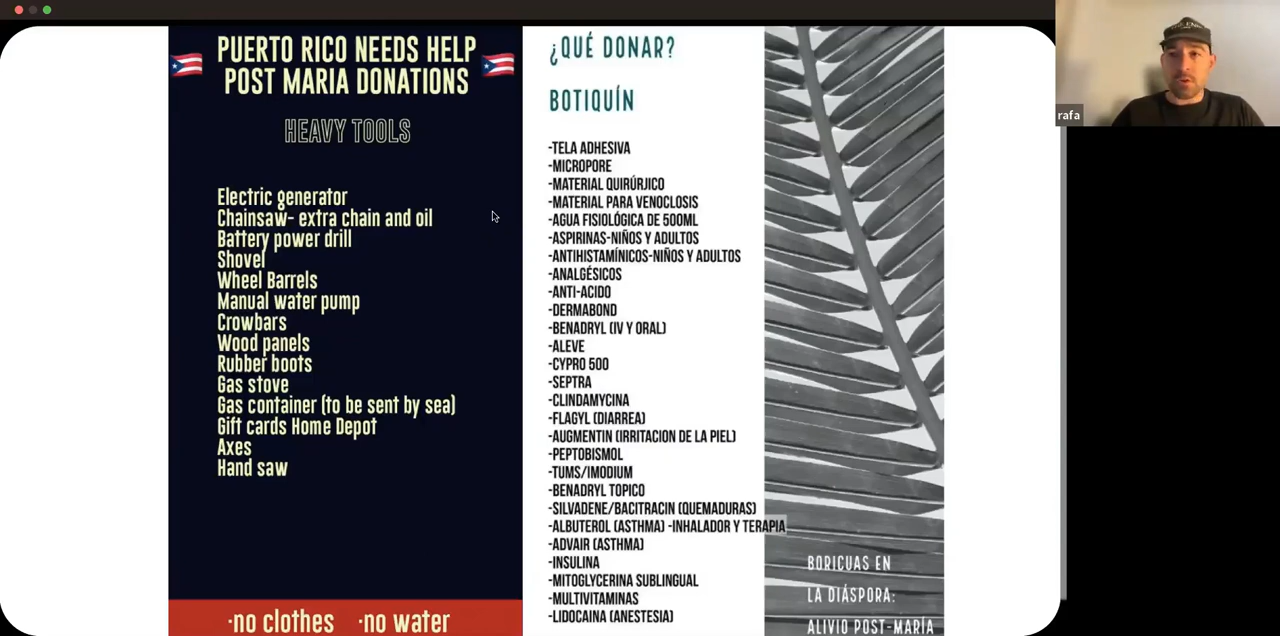 PUERTO RICO NEEDS HELP
POST MARIA DONATIONS
HEAVY TOOLS
Electric generator
Chainsaw- extra chain and oil
Battery power drill
Shovel
Wheel Barrels
Manual water pump
Crowbars
Wood panels
Rubber boots
Gas stove
Gas container (to be sent by sea)
Gift cards Home Depot
Axes
Hand saw
·no clothes ·no water
¿QUÉ DONAR?
BOTIQUÍN
-TELA ADHESIVA
-MICROPORE
-MATERIAL QUIRÚRJICO
-MATERIAL PARA VENOCLOSIS
-AGUA FISIOLÓGICA DE 500ML
-ASPIRINAS-NIÑOS Y ADULTOS
-ANTIHISTAMÍNICOS-NIÑOS Y ADULTOS
-ANALGÉSICOS
-ANTI-ACIDO
-DERMABOND
-BENADRYL (IV Y ORAL)
-ALEVE
-CYPRO 500
-SEPTRA
-CLINDAMYCINA
-FLAGYL (DIARREA)
-AUGMENTIN (IRRITACION DE LA PIEL)
-PEPTOBISMOL
-TUMS/IMODIUM
-BENADRYL TOPICO
-SILVADENE/BACITRACIN (QUEMADURAS)
-ALBUTEROL (ASTHMA) -INHALADOR Y TERAPIA
-ADVAIR (ASTHMA)
-INSULINA
-MITOGLYCERINA SUBLINGUAL
-MULTIVITAMINAS
-LIDOCAINA (ANESTESIA)
BORICUAS EN
LA DIÁSPORA:
ALIVIO POST-MARÍA
rafa